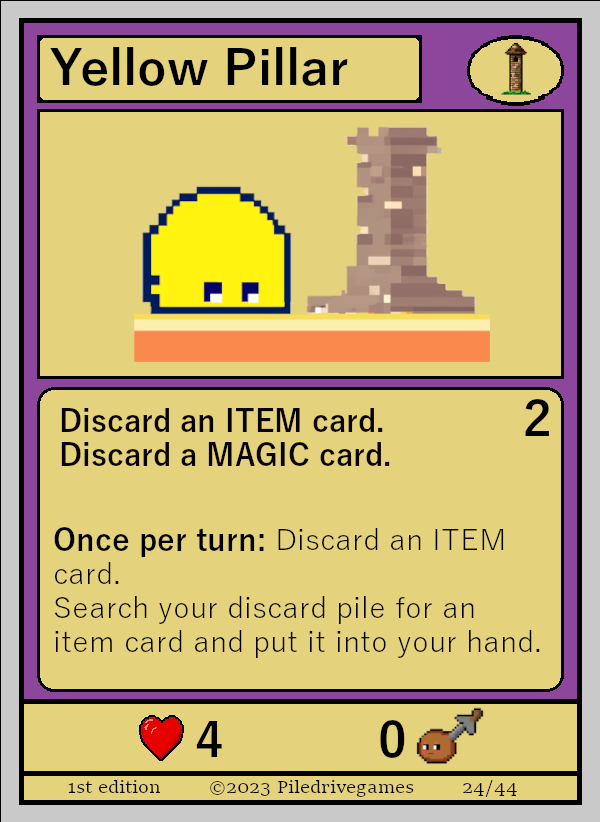 Yellow Pillar
Discard an ITEM card.
Discard a MAGIC card.
2
Once per turn: Discard an ITEM
card.
Search your discard pile for an
item card and put it into your hand.
4
0
1st edition ©2023 Piledrivegames 24/44